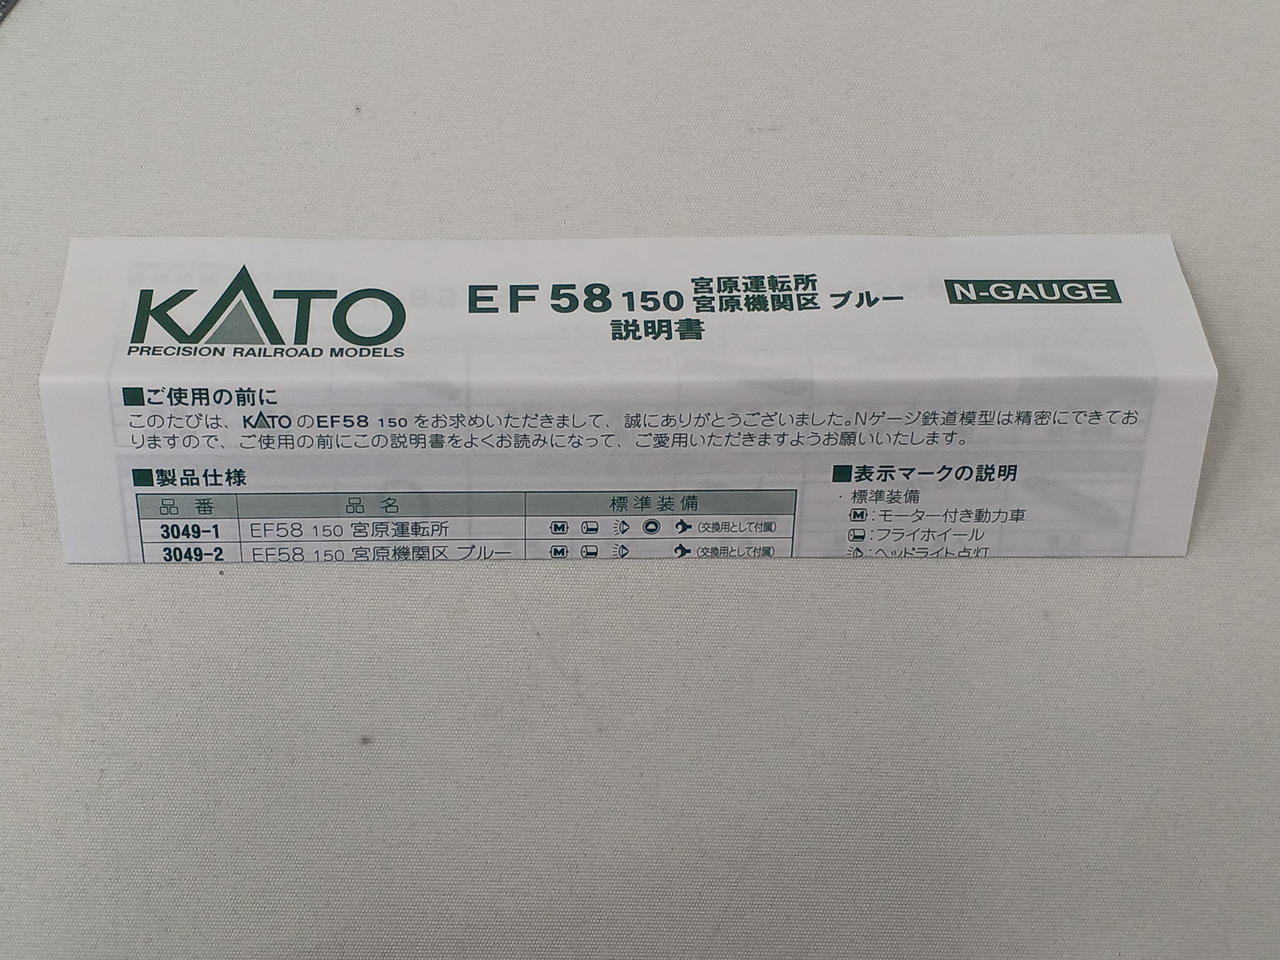 KATO
PRECISION RAILROAD MODELS
EF58 150 宮原運転所
宮原機関区 ブルー
説明書
N-GAUGE
■ご使用の前に
このたびは、KATOのEF58 150 をお求めいただきまして、誠にありがとうございました。Nゲージ鉄道模型は精密にできてお
りますので、ご使用の前にこの説明書をよくお読みになって、ご愛用いただきますようお願いいたします。
■製品仕様
品 番 品 名 標準装備
3049-1 EF58 150 宮原運転所 M (交換用として付属)
3049-2 EF58 150 宮原機関区 ブルー M (交換用として付属)
■表示マークの説明
・標準装備
M:モーター付き動力車
:フライホイール
:ヘッドライト点灯